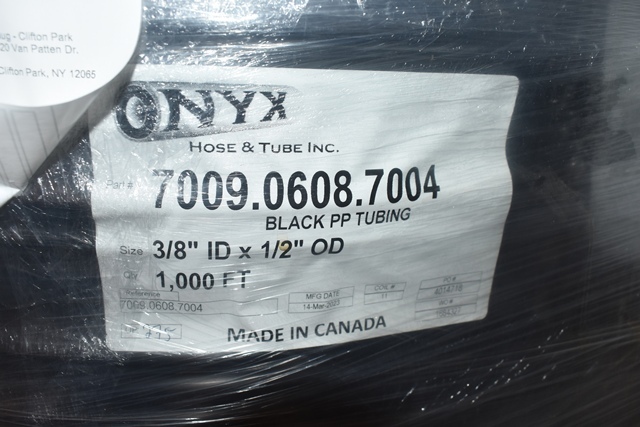 ug - Clifton Park
20 Van Patten Dr.
Clifton Park, NY 12065
ONYX
HOSE & TUBE INC.
Part # 7009.0608.7004
BLACK PP TUBING
Size 3/8" ID x 1/2" OD
Qty 1,000 FT
Reference
7009.0608.7004
MFG DATE
14-Mar-2023
COIL #
11
PO #
MADE IN CANADA